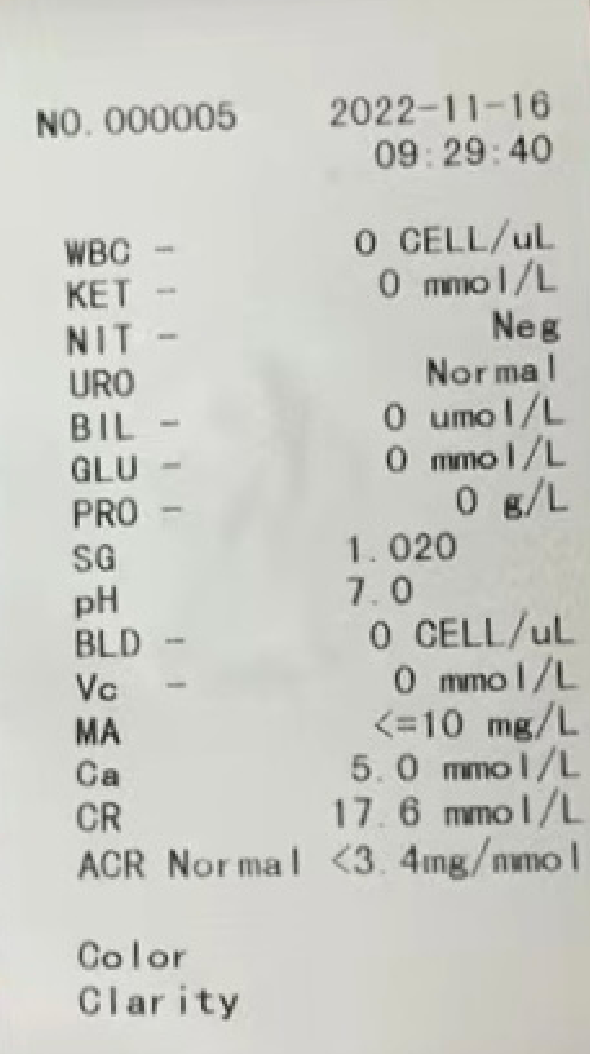 NO.000005 2022-11-16
09:29:40
WBC - 0 CELL/uL
KET - 0 mmol/L
NIT - Neg
URO Normal
BIL - 0 umol/L
GLU - 0 mmol/L
PRO - 0 g/L
SG 1.020
pH 7.0
BLD - 0 CELL/uL
Vc - 0 mmol/L
MA <=10 mg/L
Ca 5.0 mmol/L
CR 17.6 mmol/L
ACR Normal <3.4mg/mmol
Color
Clarity